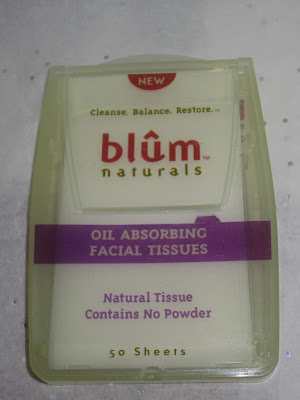 NEW
Cleanse. Balance. Restore.™
blûm™
naturals
OIL ABSORBING
FACIAL TISSUES
Natural Tissue
Contains No Powder
50 Sheets